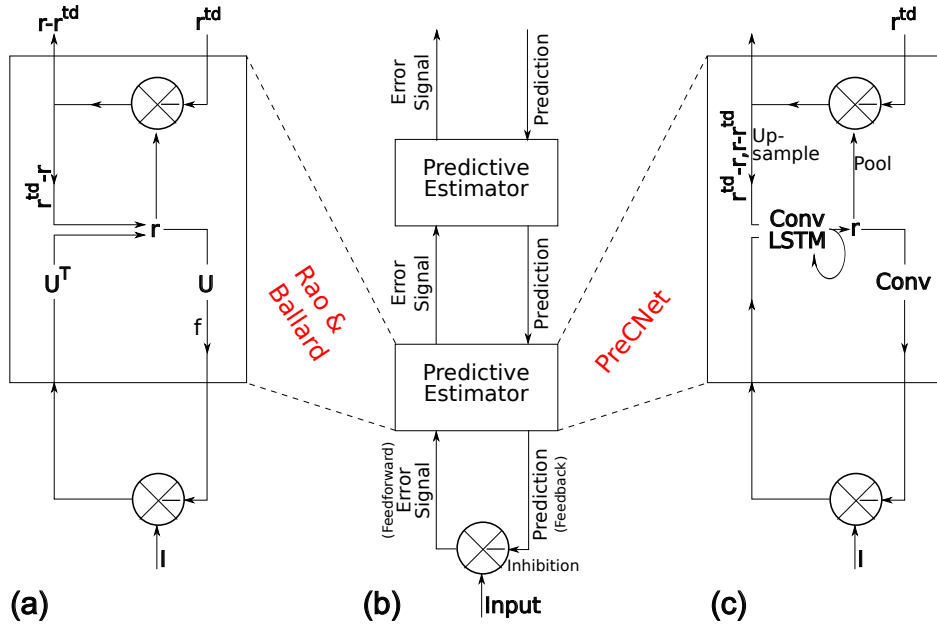 r-r^td
r^td
r^td-r
r
U^T
U
f
I
(a)
Rao &
Ballard
Error
Signal
Prediction
Predictive
Estimator
Error
Signal
Prediction
Predictive
Estimator
(Feedforward)
Error
Signal
Prediction
(Feedback)
Inhibition
Input
(b)
PreCNet
r^td
r^td-r,r-r^td
Up-
sample
Pool
Conv
LSTM
r
Conv
I
(c)